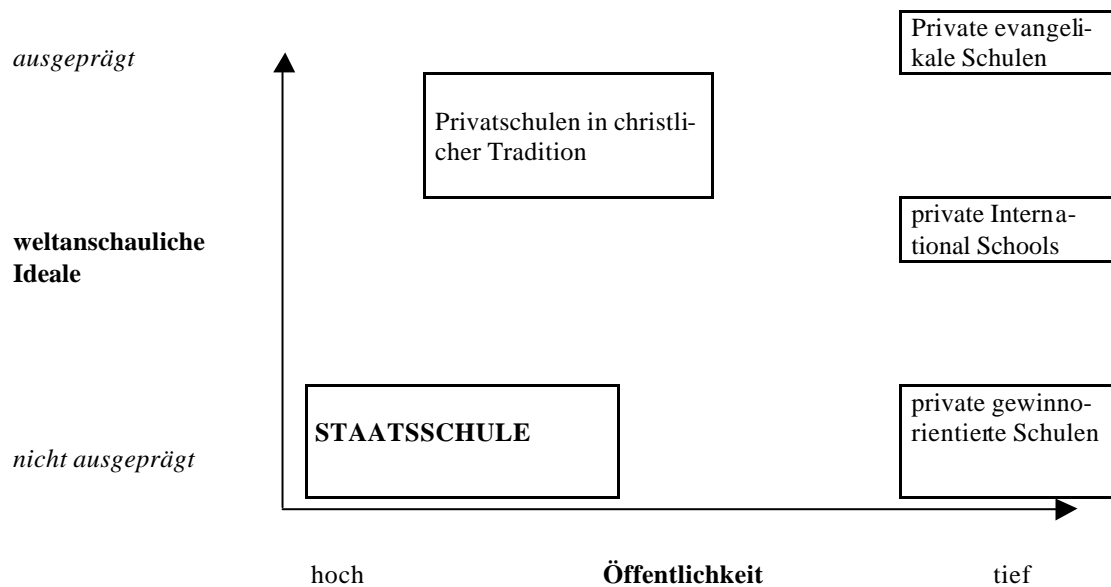 Private evangeli-
kale Schulen
ausgeprägt
Privatschulen in christli-
cher Tradition
private Interna-
tional Schools
weltanschauliche
Ideale
private gewinno-
rientierte Schulen
STAATSSCHULE
nicht ausgeprägt
hoch Öffentlichkeit tief